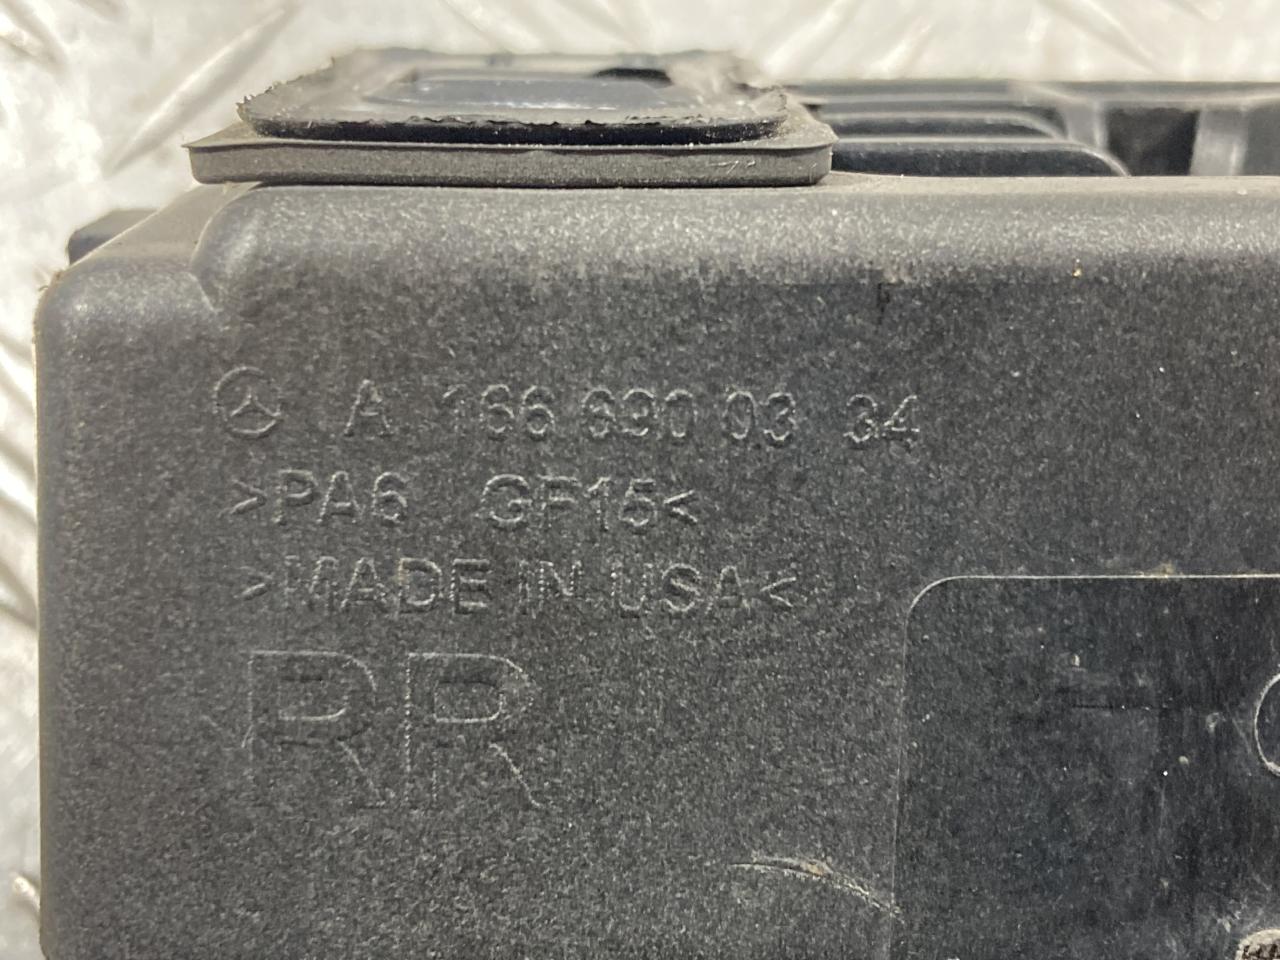 A 166 690 03 34
>PA6 GF15<
>MADE IN USA<
RR